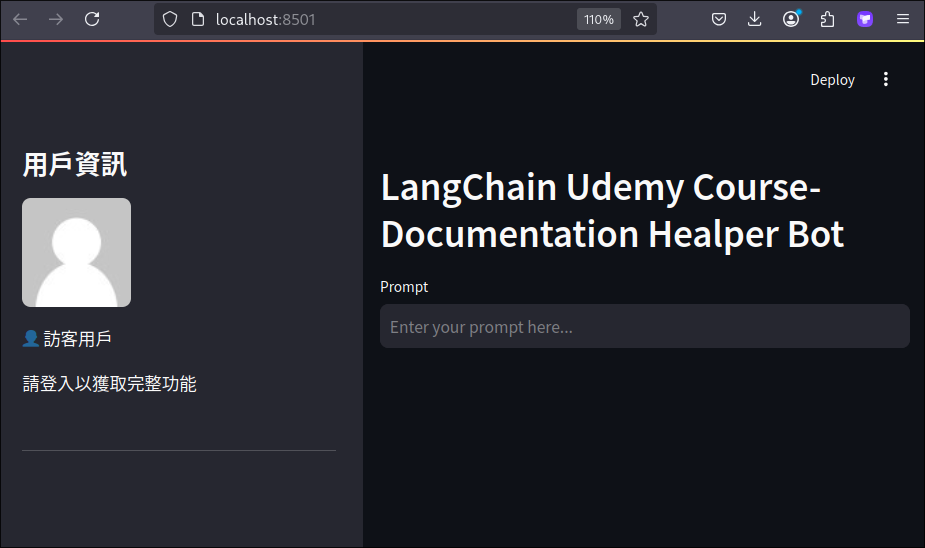 localhost:8501
110%
Deploy
用戶資訊
👤 訪客用戶
請登入以獲取完整功能
LangChain Udemy Course-
Documentation Healper Bot
Prompt
Enter your prompt here...